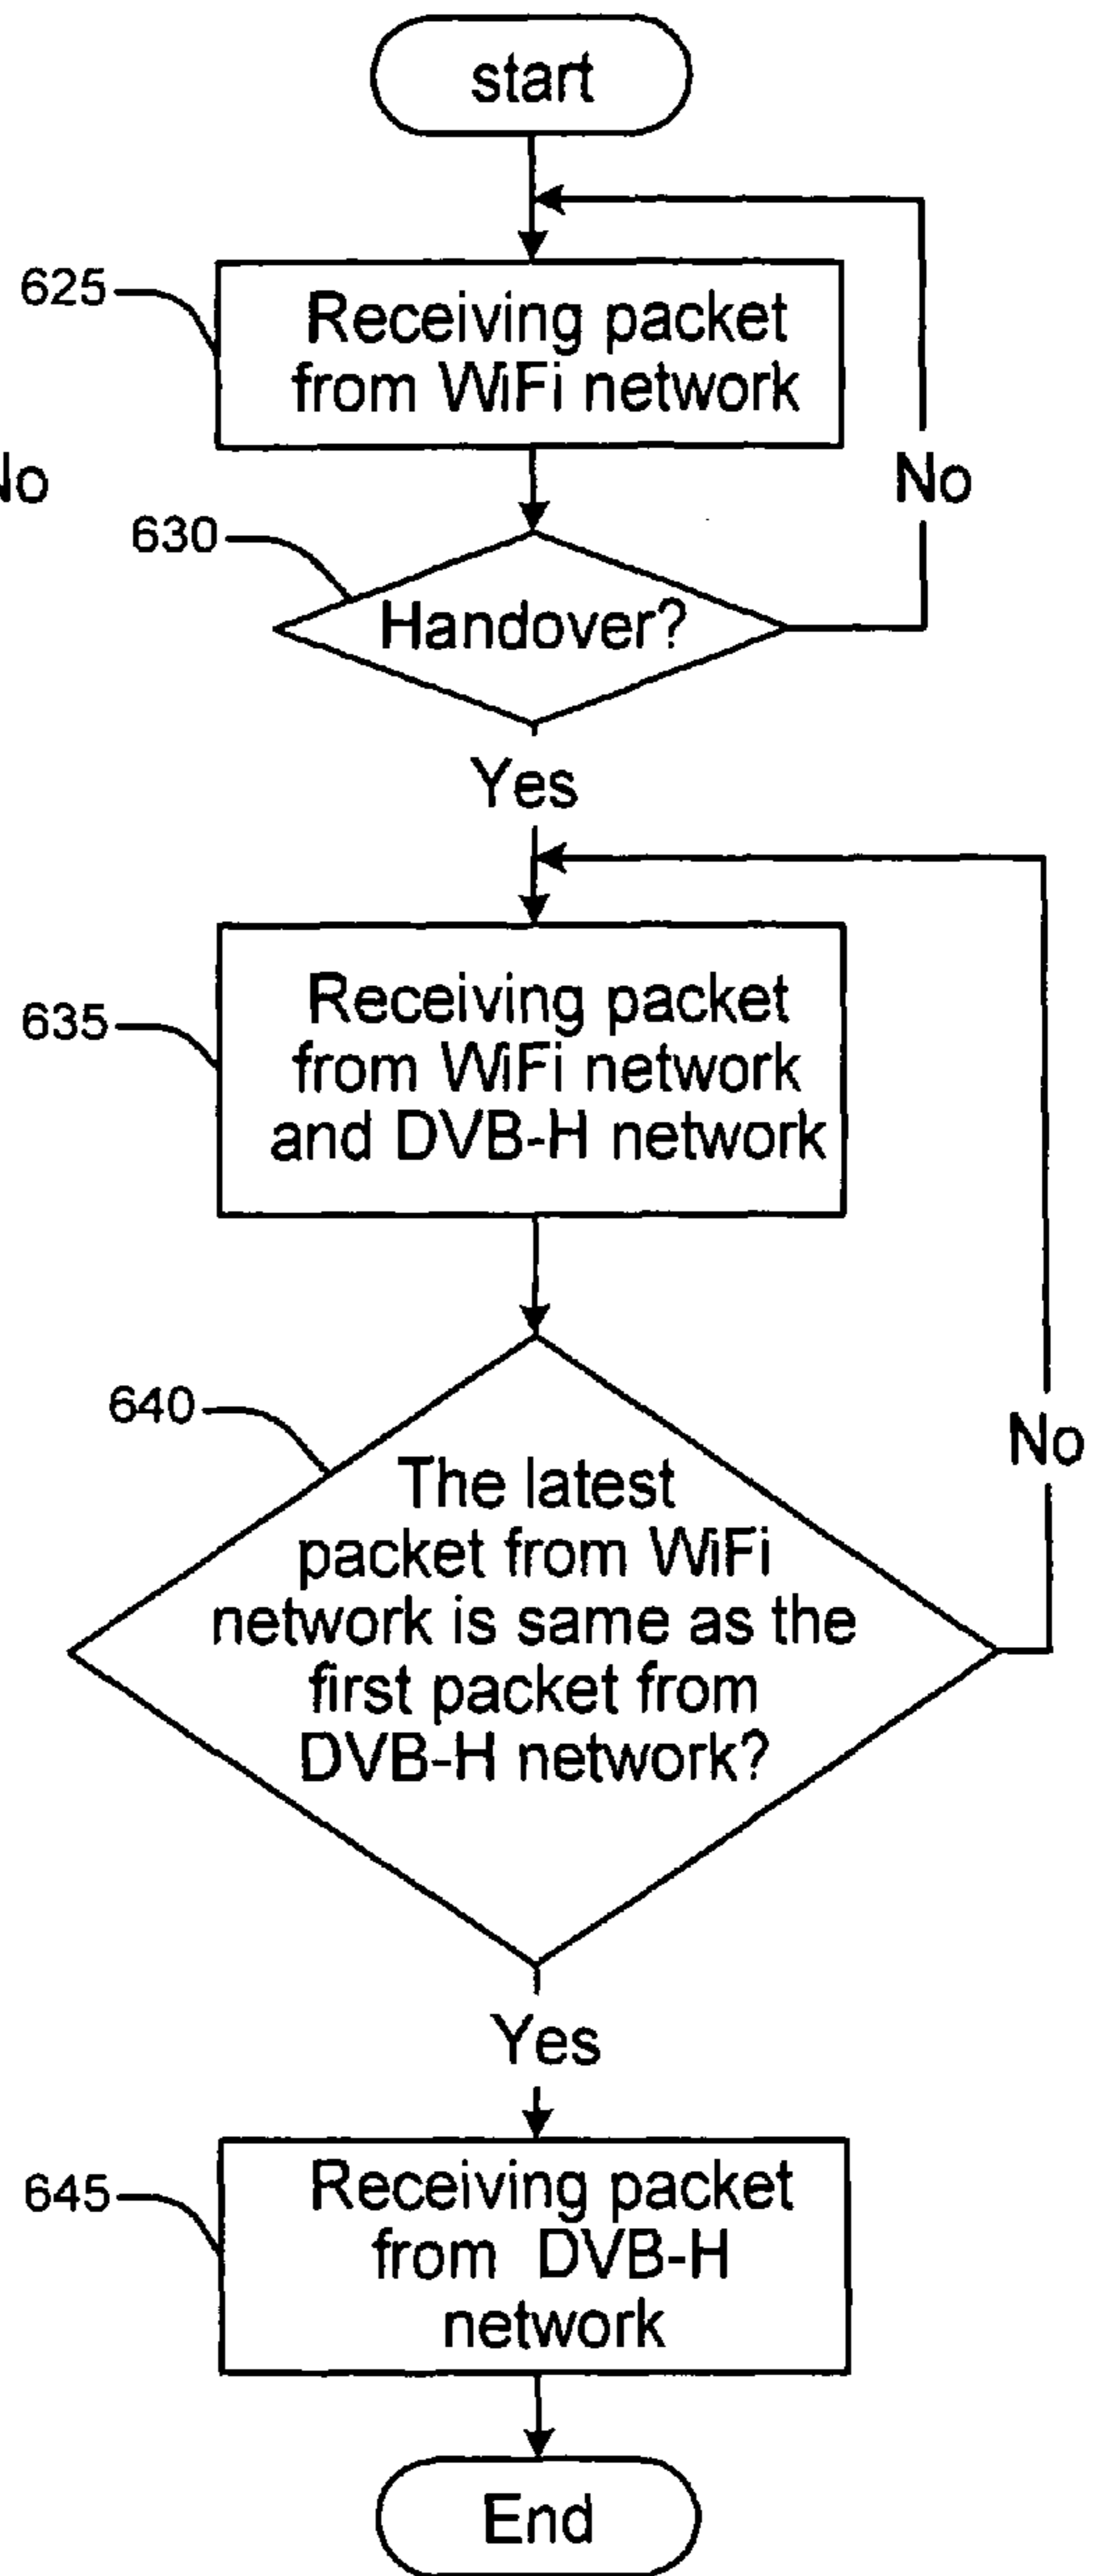 start
625
Receiving packet
from WiFi network
No
630
Handover?
Yes
635
Receiving packet
from WiFi network
and DVB-H network
640
The latest
packet from WiFi
network is same as the
first packet from
DVB-H network?
No
Yes
645
Receiving packet
from DVB-H
network
End